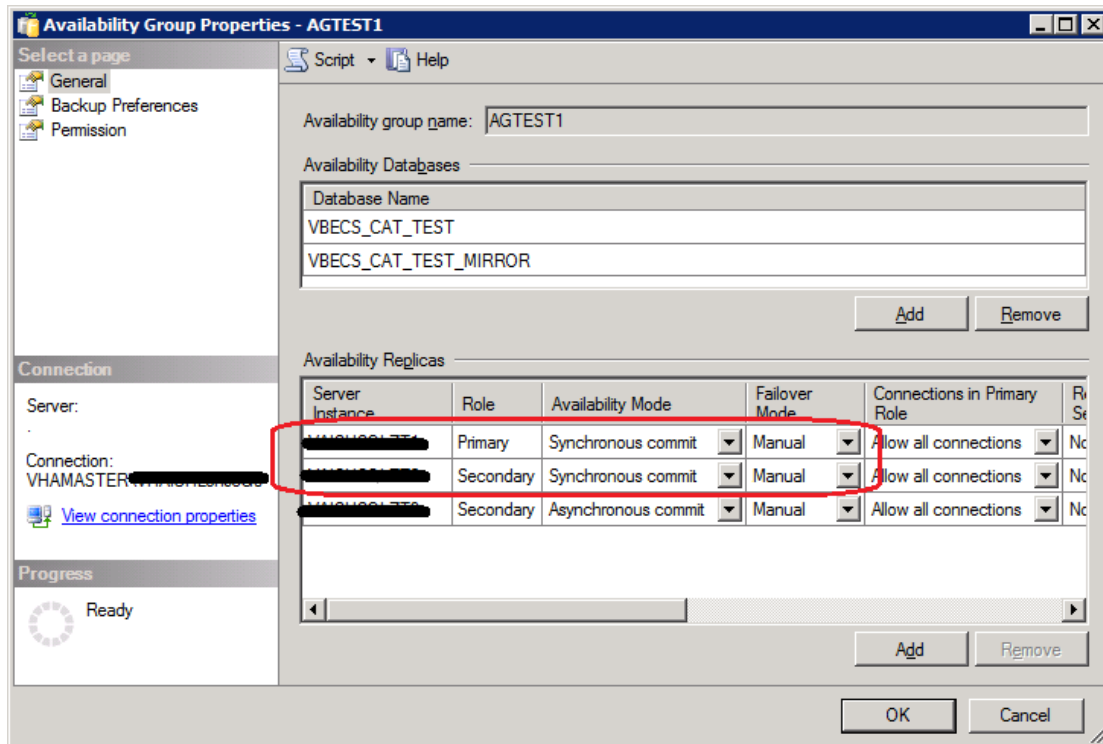 Availability Group Properties - AGTEST1
Select a page
General
Backup Preferences
Permission
Script Help
Availability group name: AGTEST1
Availability Databases
Database Name
VBECS_CAT_TEST
VBECS_CAT_TEST_MIRROR
Add Remove
Availability Replicas
Server Instance Role Availability Mode Failover Mode Connections in Primary Role
Primary Synchronous commit Manual Allow all connections
Secondary Synchronous commit Manual Allow all connections
Secondary Asynchronous commit Manual Allow all connections
Add Remove
Connection
Server:
.
Connection:
VHAMASTER
View connection properties
Progress
Ready
OK Cancel